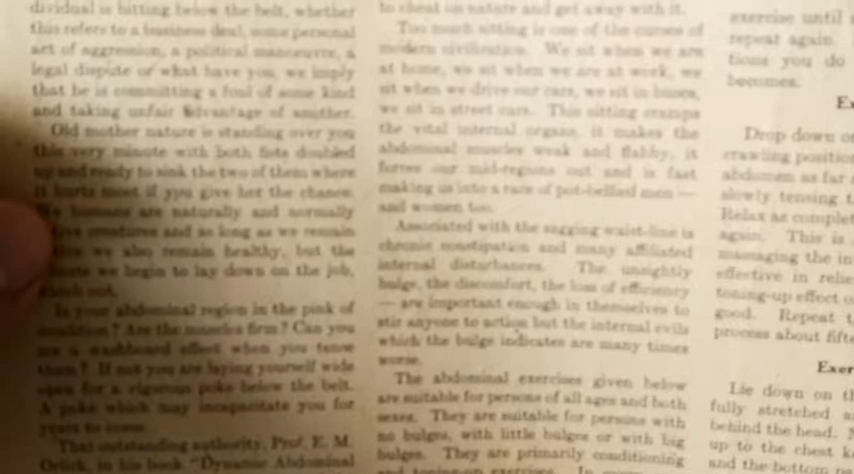 dividual is hitting below the belt, whether
this refers to a business deal, some personal
act of aggression, a political manoeuvre, a
legal dispute or what have you, we imply
that he is committing a foul of some kind
and taking unfair advantage of another.
Old mother nature is standing over you
this very minute with both fists doubled
up and ready to sink the two of them where
it hurts most if you give her the chance.
We humans are naturally and normally
creatures and as long as we remain
we also remain healthy, but the
we begin to lay down on the job,
out.
Is your abdominal region in the pink of
condition? Are the muscles firm? Can you
see a washboard effect when you tense
them? If not you are laying yourself wide
open for a vigorous poke below the belt.
A poke which may incapacitate you for
years to come.
That outstanding authority, Prof. E. M.
Orlick, in his book "Dynamic Abdominal
to cheat on nature and get away with it.
Too much sitting is one of the curses of
modern civilization. We sit when we are
at home, we sit when we are at work, we
sit when we drive our cars, we sit in buses,
we sit in street cars. This sitting cramps
the vital internal organs, it makes the
abdominal muscles weak and flabby, it
forces our mid-regions out and is fast
making us into a race of pot-bellied men —
and women too.
Associated with the sagging waist-line is
chronic constipation and many affiliated
internal disturbances. The unsightly
bulge, the discomfort, the loss of efficiency
— are important enough in themselves to
stir anyone to action but the internal evils
which the bulge indicates are many times
worse.
The abdominal exercises given below
are suitable for persons of all ages and both
sexes. They are suitable for persons with
no bulges, with little bulges or with big
bulges. They are primarily conditioning
and toning-up exercises. In
exercise until
repeat again.
tions you do
becomes.
Ex
Drop down on
crawling position
abdomen as far
slowly tensing
Relax as complet
again. This is
massaging the in
effective in relie
toning-up effect o
good. Repeat t
process about fifte
Exer
Lie down on th
fully stretched a
behind the head.
up to the chest k
and the bottom